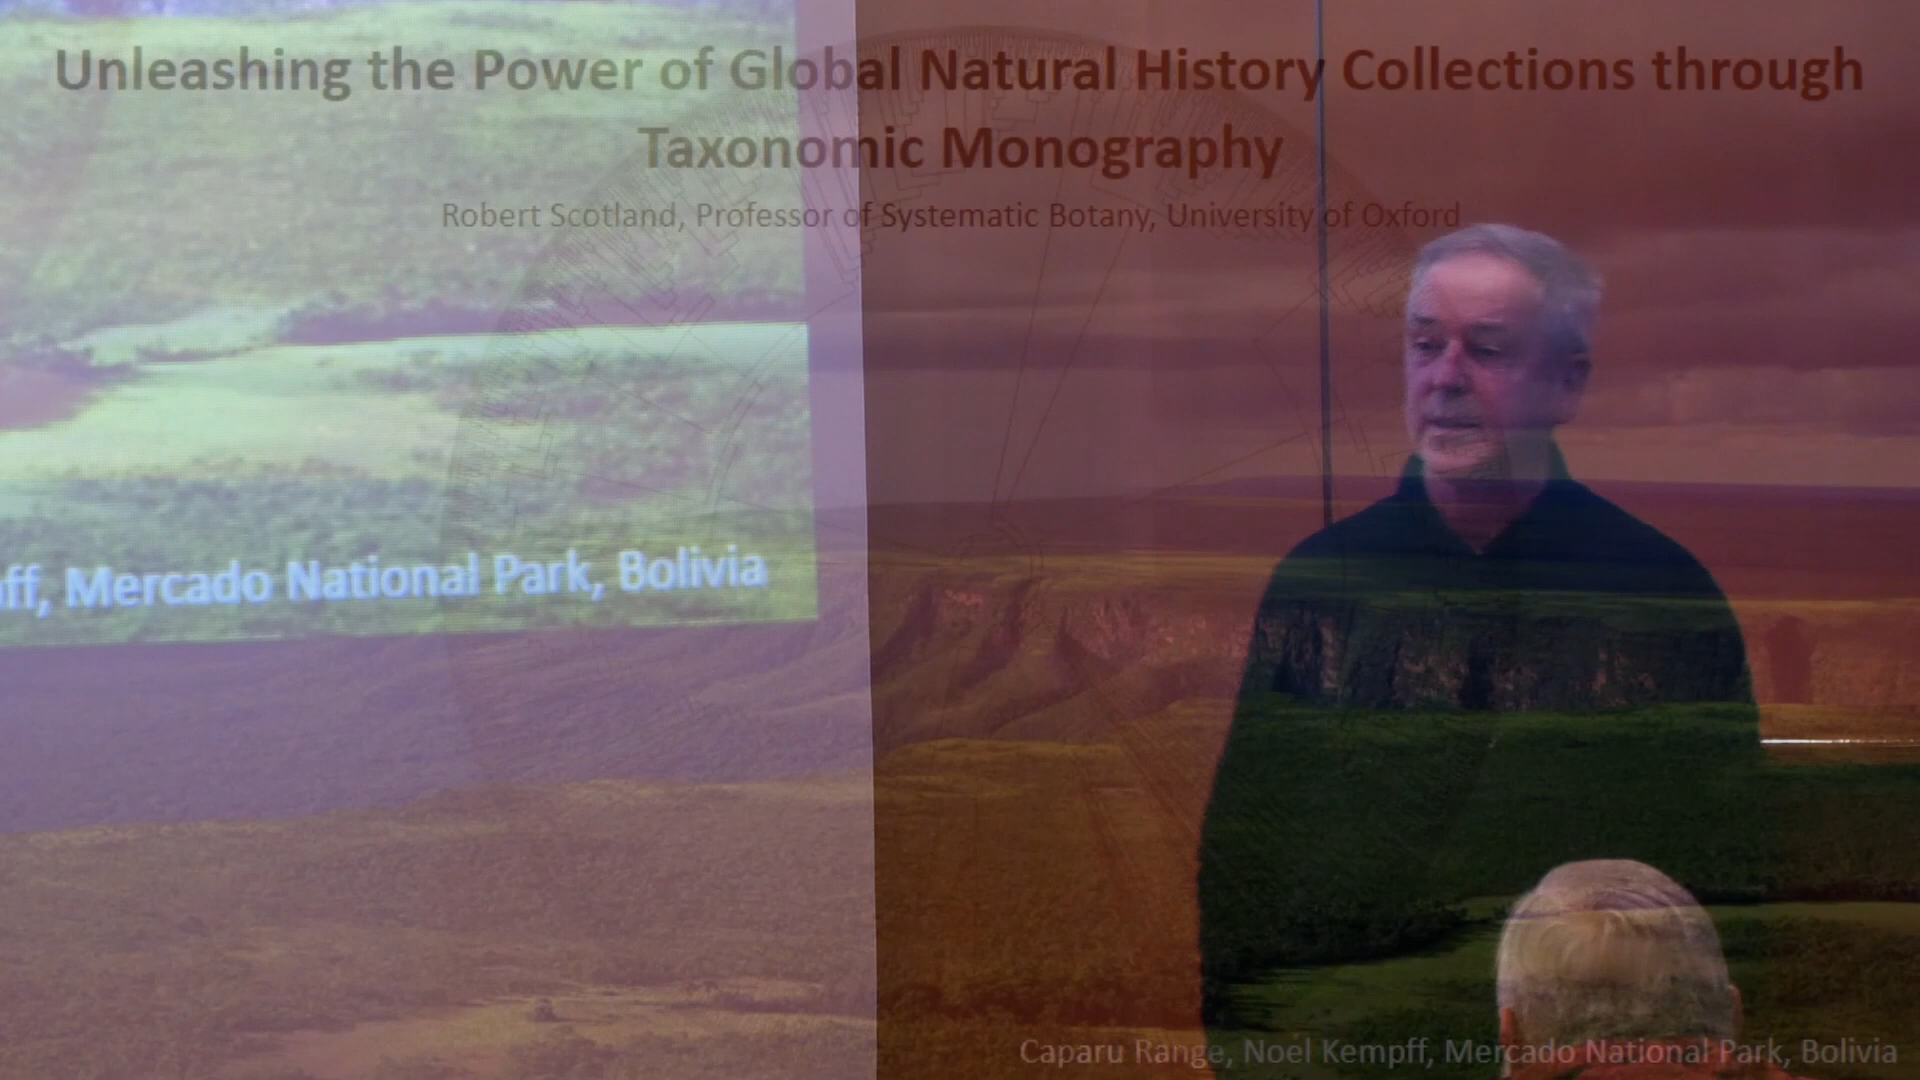 Unleashing the Power of Global Natural History Collections through
Taxonomic Monography
Robert Scotland, Professor of Systematic Botany, University of Oxford
off, Mercado National Park, Bolivia
Caparu Range, Noel Kempff, Mercado National Park, Bolivia